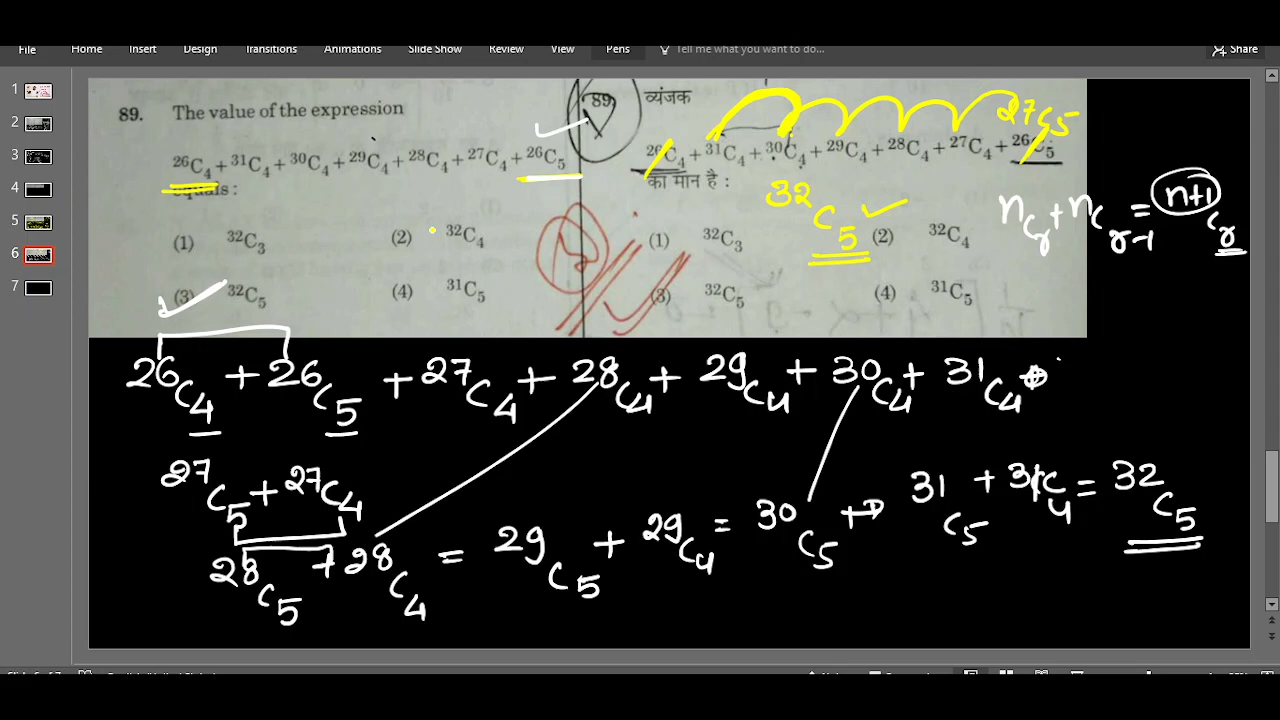 File Home Insert Design Transitions Animations Slide Show Review View Pens Tell me what you want to do... Share
1
2
3
4
5
6
7
89. The value of the expression
²⁶C₄+³¹C₄+³⁰C₄+²⁹C₄+²⁸C₄+²⁷C₄+²⁶C₅
equals :
(1) ³²C₃ (2) ³²C₄
(3) ³²C₅ (4) ³¹C₅
89. व्यंजक
²⁶C₄+³¹C₄+³⁰C₄+²⁹C₄+²⁸C₄+²⁷C₄+²⁶C₅
का मान है :
(1) ³²C₃ (2) ³²C₄
(3) ³²C₅ (4) ³¹C₅
27C5
32C5
nCr + nCr-1 = n+1Cr
26C4 + 26C5 + 27C4 + 28C4 + 29C4 + 30C4 + 31C4
27C5 + 27C4
28C5 + 28C4 = 29C5 + 29C4 = 30C5 + 31C5 + 31C4 = 32C5